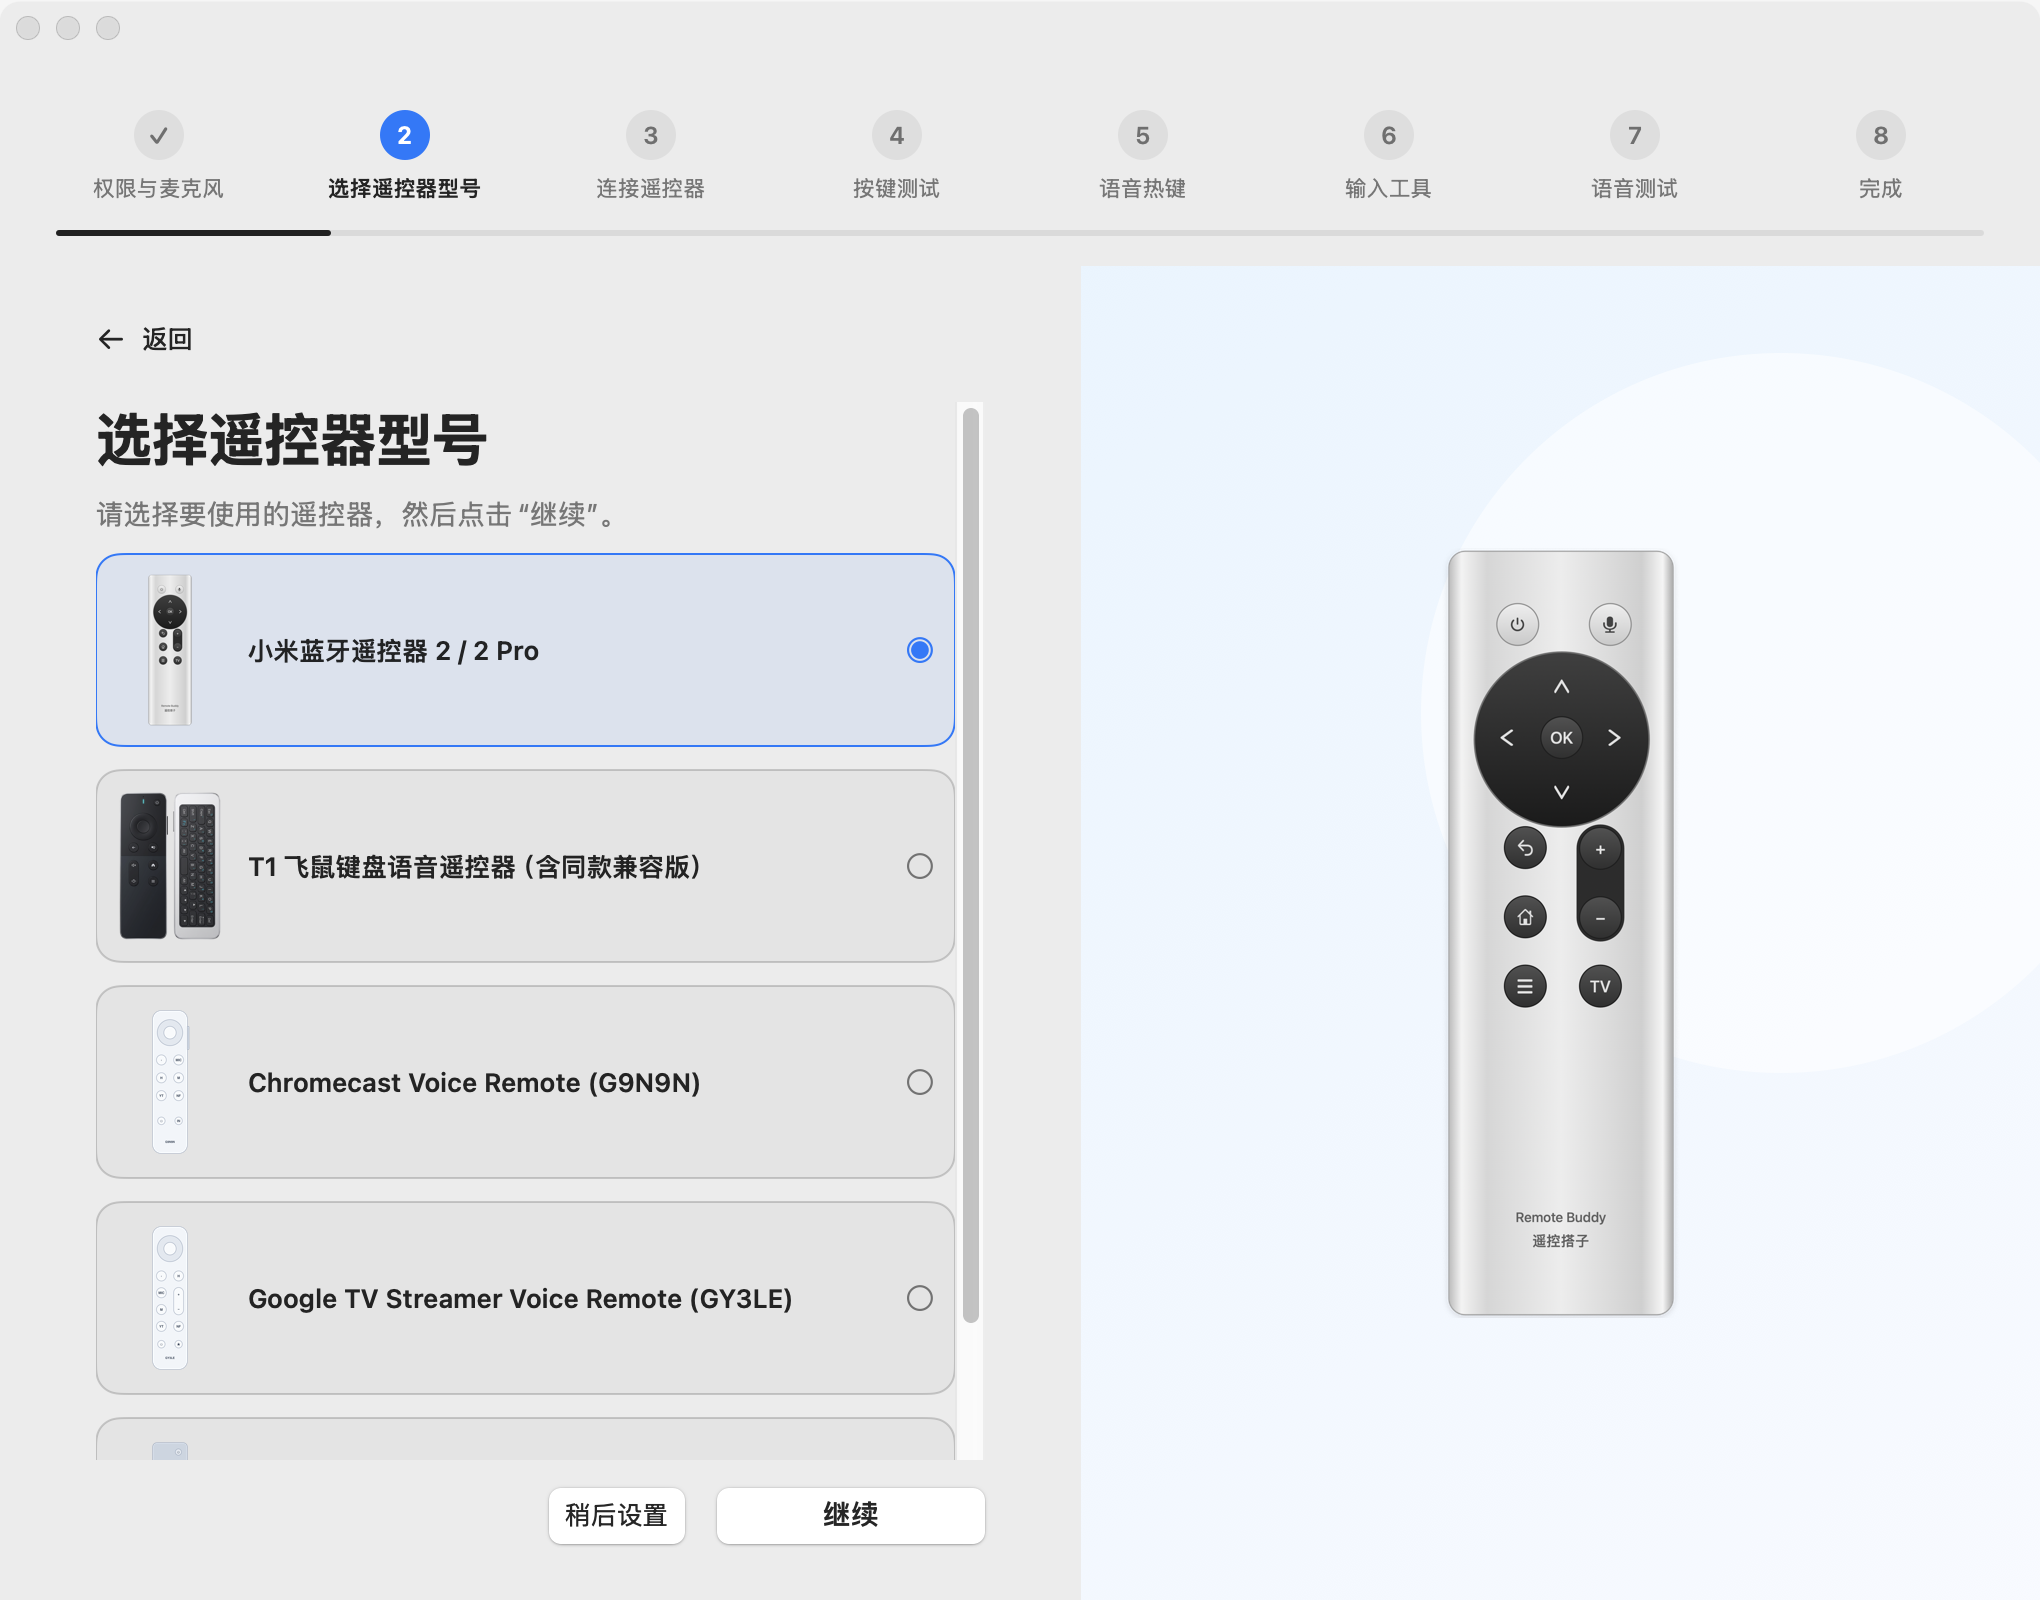 2
3
4
5
6
7
8
权限与麦克风
选择遥控器型号
连接遥控器
按键测试
语音热键
输入工具
语音测试
完成
返回
选择遥控器型号
请选择要使用的遥控器，然后点击“继续”。
小米蓝牙遥控器 2 / 2 Pro
T1 飞鼠键盘语音遥控器（含同款兼容版）
Chromecast Voice Remote (G9N9N)
Google TV Streamer Voice Remote (GY3LE)
稍后设置
继续
OK
TV
Remote Buddy
遥控搭子